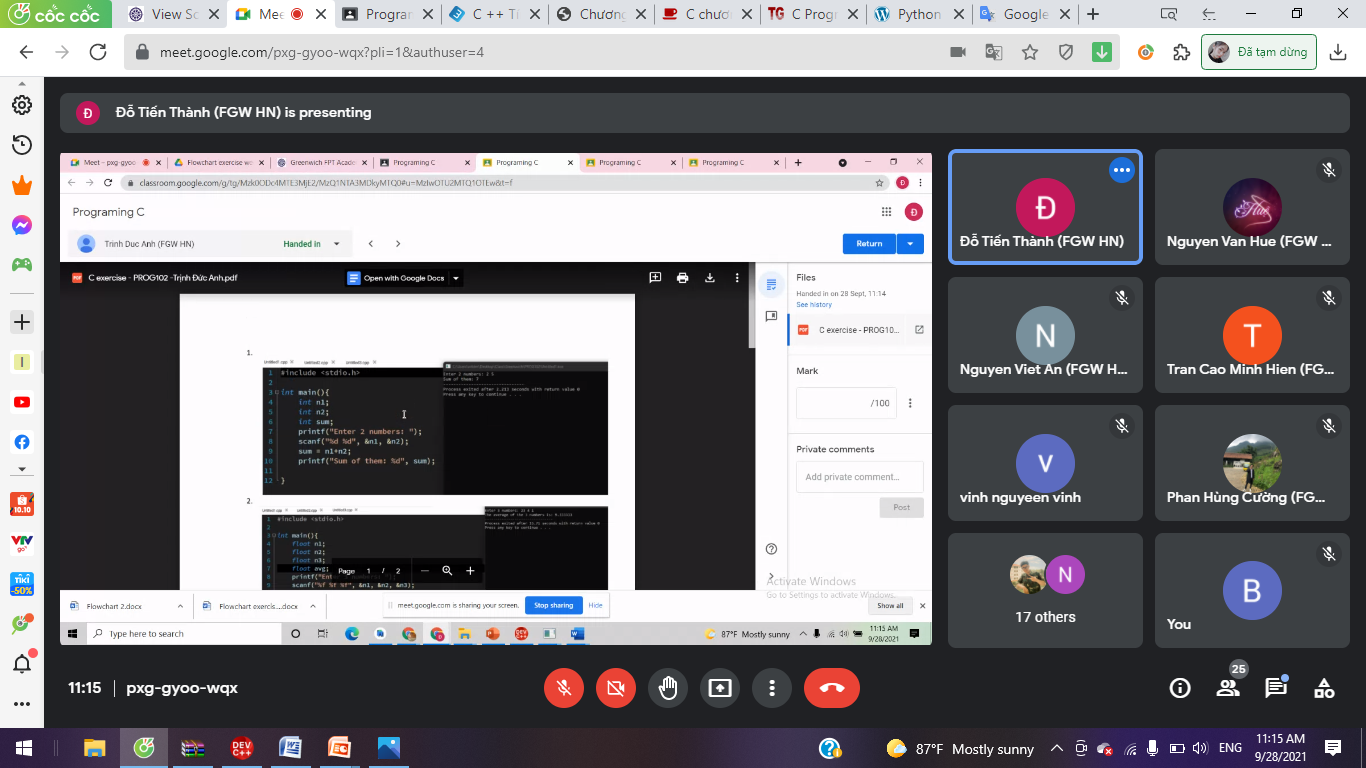 cốc cốc
View Sc
Mee
Program
C ++ Ti
Chương
C chươ
C Progr
Python
Google
meet.google.com/pxg-gyoo-wqx?pli=1&authuser=4
Đã tạm dừng
Đỗ Tiến Thành (FGW HN) is presenting
Meet – pxg-gyoo-
Flowchart exercise wo
Greenwich FPT Acade
Programing C
Programing C
Programing C
Programing C
Programing C
Trinh Duc Anh (FGW HN)
Handed in
Return
C exercise - PROG102 -Trịnh Đức Anh.pdf
Open with Google Docs
Files
Handed in on 28 Sept, 11:14
See history
C exercise - PROG10...
Mark
/100
Private comments
Add private comment...
Post
1.
1 #include <stdio.h>
2
3 int main(){
4 int n1;
5 int n2;
6 int sum;
7 printf("Enter 2 numbers: ");
8 scanf("%d %d", &n1, &n2);
9 sum = n1+n2;
10 printf("Sum of them: %d", sum);
11
12 }
Enter 2 numbers: 2 5
Sum of them: 7
Process exited after 2.233 seconds with return value 0
Press any key to continue . . .
2.
1 #include <stdio.h>
2
3 int main(){
4 float n1;
5 float n2;
6 float n3;
7 float avg;
8 printf("Ent
9 scanf("%f %f %f", &n1, &n2, &n3);
Press any key to continue . . .
Page 1 / 2
Activate Windows
Go to Settings to activate Windows.
Flowchart 2.docx
Flowchart exercis....docx
meet.google.com is sharing your screen.
Stop sharing
Hide
Show all
Type here to search
87°F Mostly sunny
11:15 AM
9/28/2021
Đ
Đỗ Tiến Thành (FGW HN)
Nguyen Van Hue (FGW ...
N
Nguyen Viet An (FGW H...
T
Tran Cao Minh Hien (FG...
V
vinh nguyeen vinh
Phan Hùng Cường (FG...
N
17 others
B
You
11:15 | pxg-gyoo-wqx
25
DEV C++
87°F Mostly sunny
ENG
11:15 AM
9/28/2021